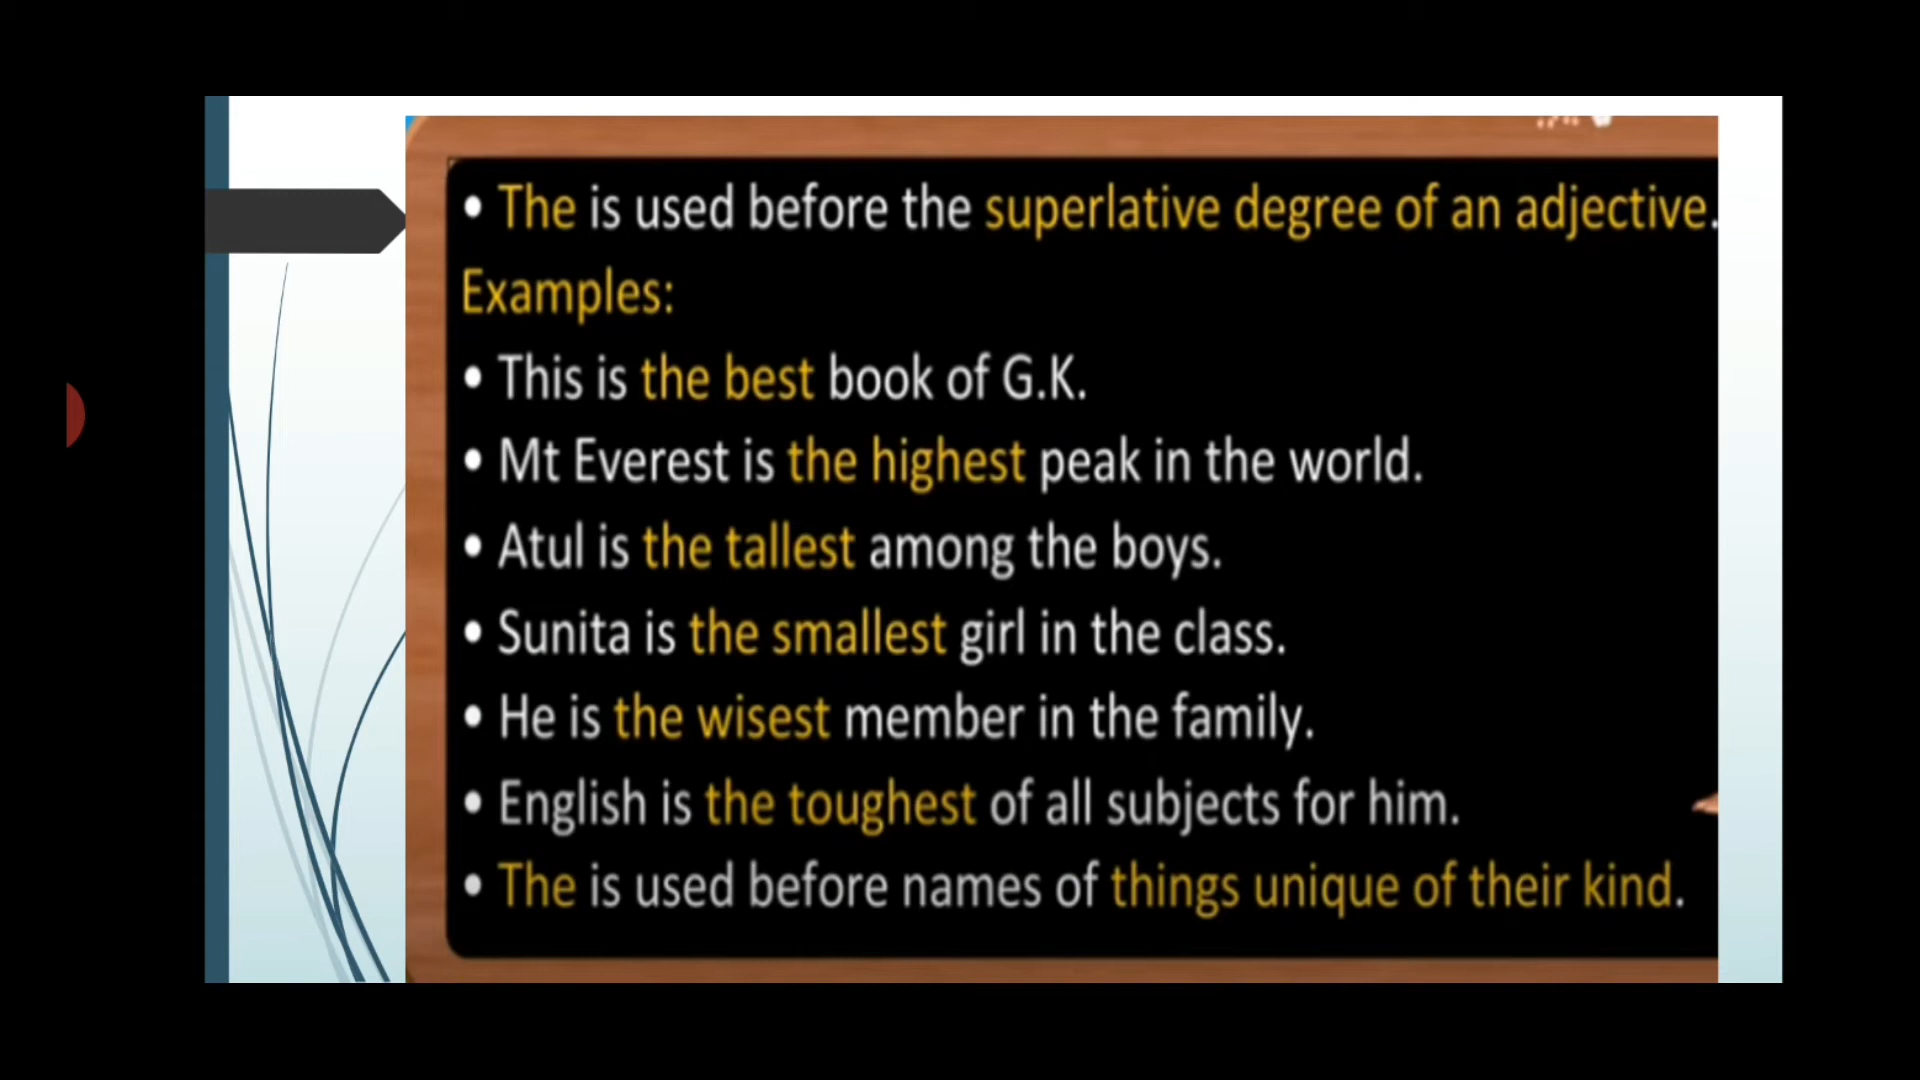 • The is used before the superlative degree of an adjective.
Examples:
• This is the best book of G.K.
• Mt Everest is the highest peak in the world.
• Atul is the tallest among the boys.
• Sunita is the smallest girl in the class.
• He is the wisest member in the family.
• English is the toughest of all subjects for him.
• The is used before names of things unique of their kind.